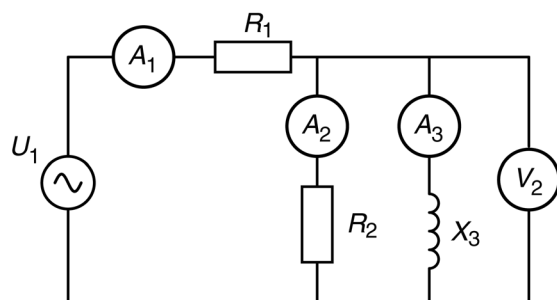 R₁
A₁
A₂
A₃
U₁
V₂
R₂
X₃